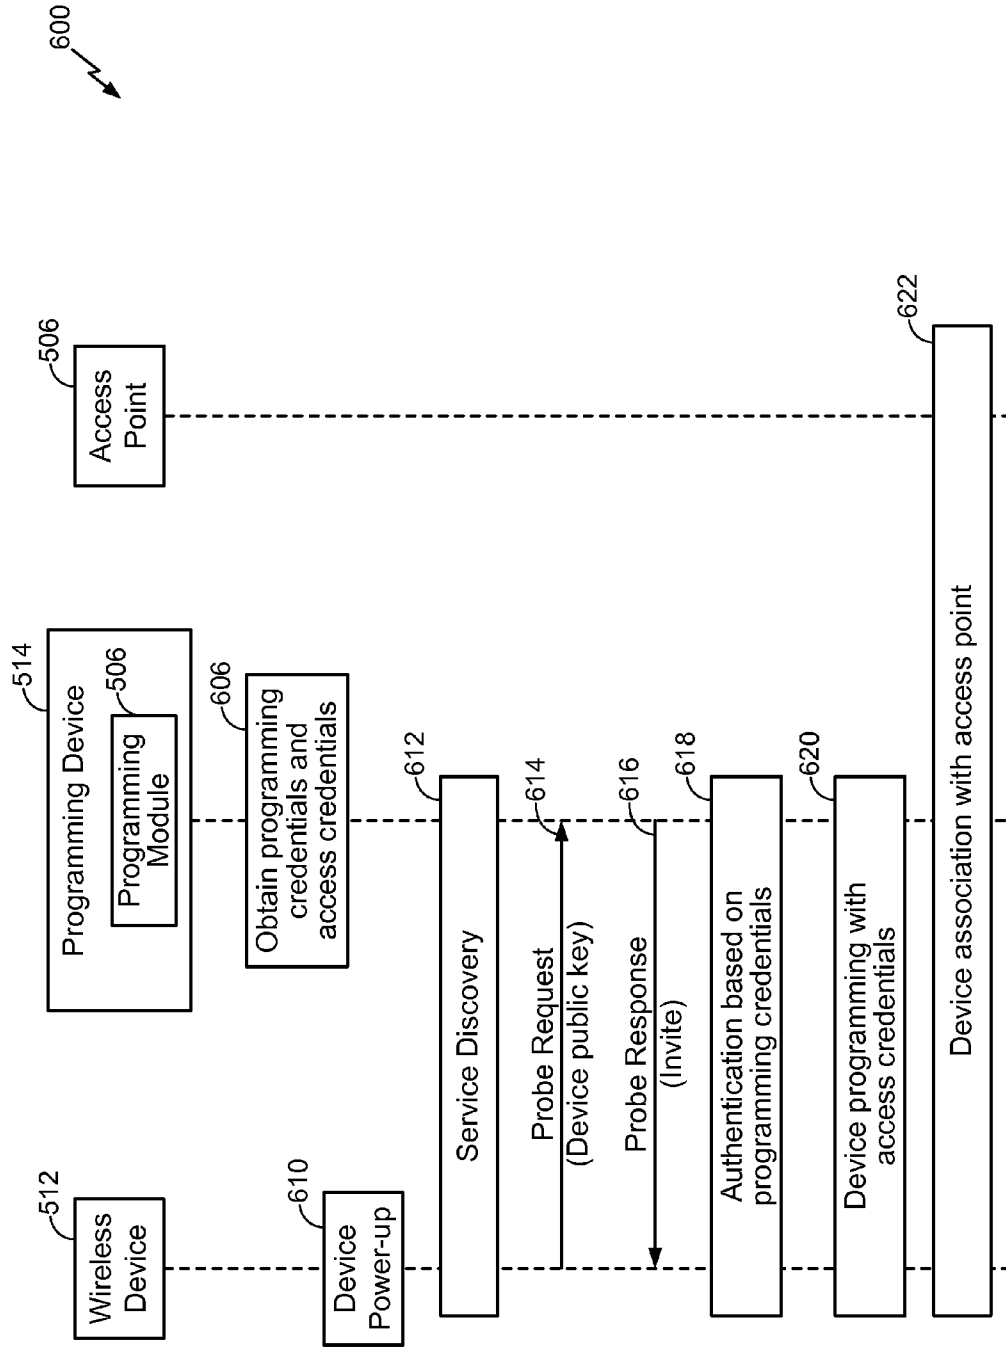 600
512
Wireless
Device
514
Programming Device
506
Programming
Module
506
Access
Point
606
Obtain programming
credentials and
access credentials
610
Device
Power-up
612
Service Discovery
Probe Request
(Device public key)
614
Probe Response
(Invite)
616
618
Authentication based on
programming credentials
620
Device programming with
access credentials
622
Device association with access point